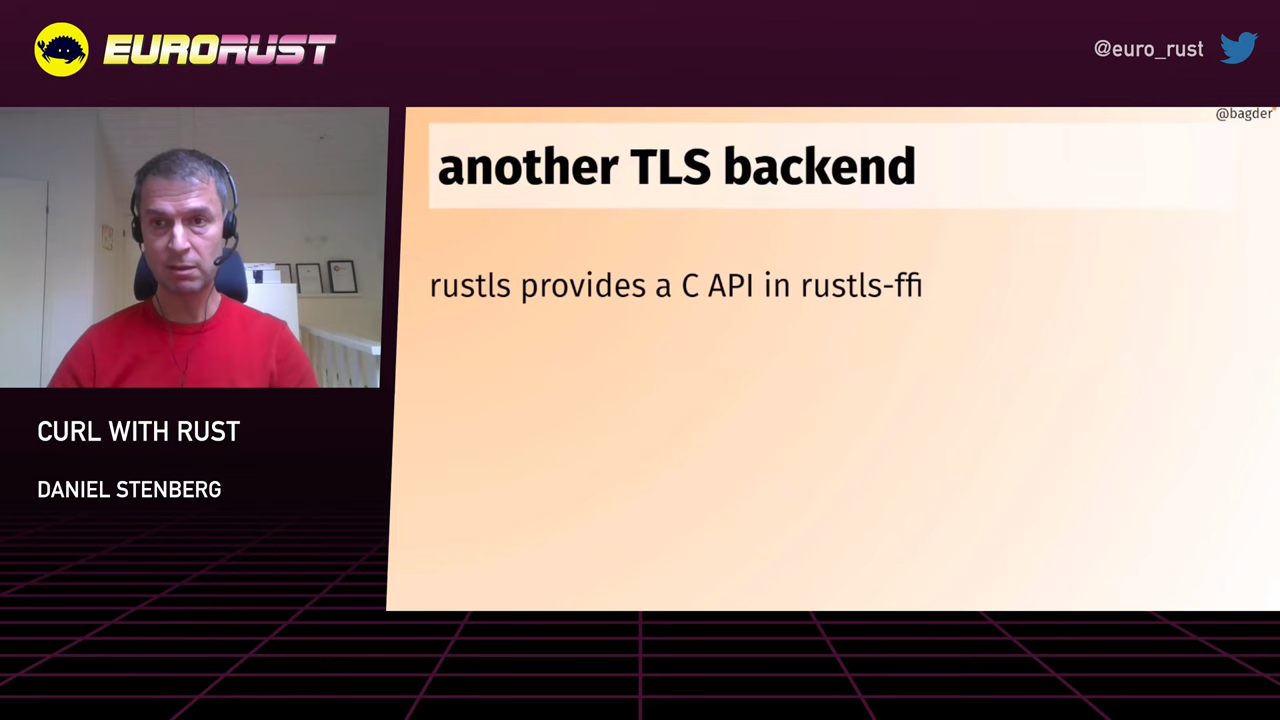 EURORUST
@euro_rust
@bagder
another TLS backend
rustls provides a C API in rustls-ffi
CURL WITH RUST
DANIEL STENBERG